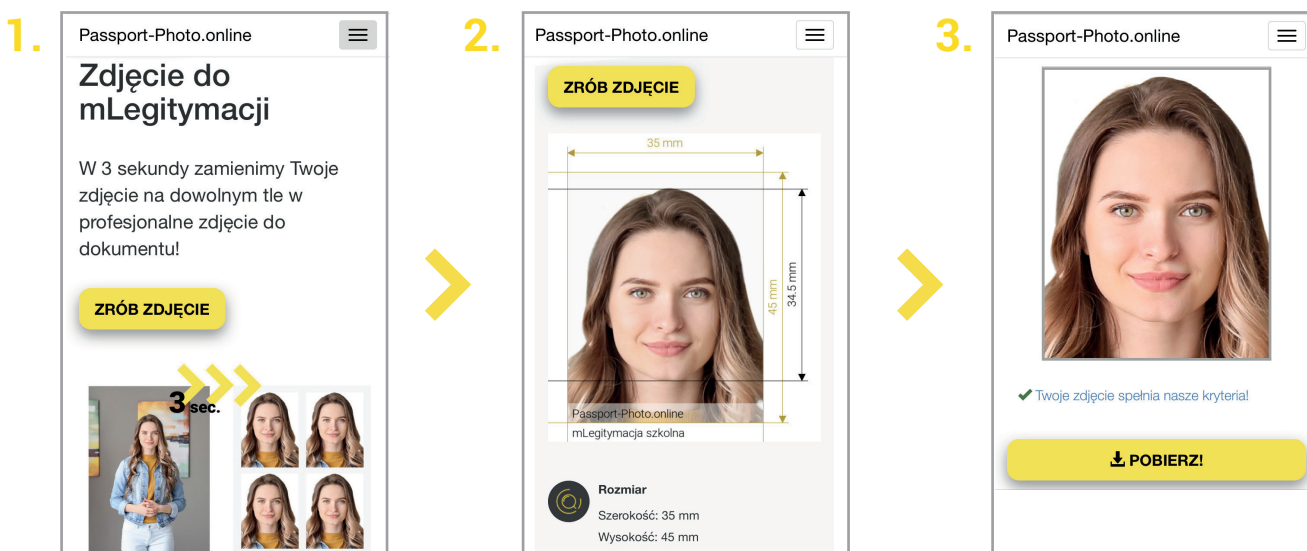 1.
Passport-Photo.online
Zdjęcie do
mLegitymacji
W 3 sekundy zamienimy Twoje
zdjęcie na dowolnym tle w
profesjonalne zdjęcie do
dokumentu!
ZRÓB ZDJĘCIE
3 sec.
2.
Passport-Photo.online
ZRÓB ZDJĘCIE
35 mm
45 mm
34.5 mm
Passport-Photo.online
mLegitymacja szkolna
Rozmiar
Szerokość: 35 mm
Wysokość: 45 mm
3.
Passport-Photo.online
Twoje zdjęcie spełnia nasze kryteria!
POBIERZ!